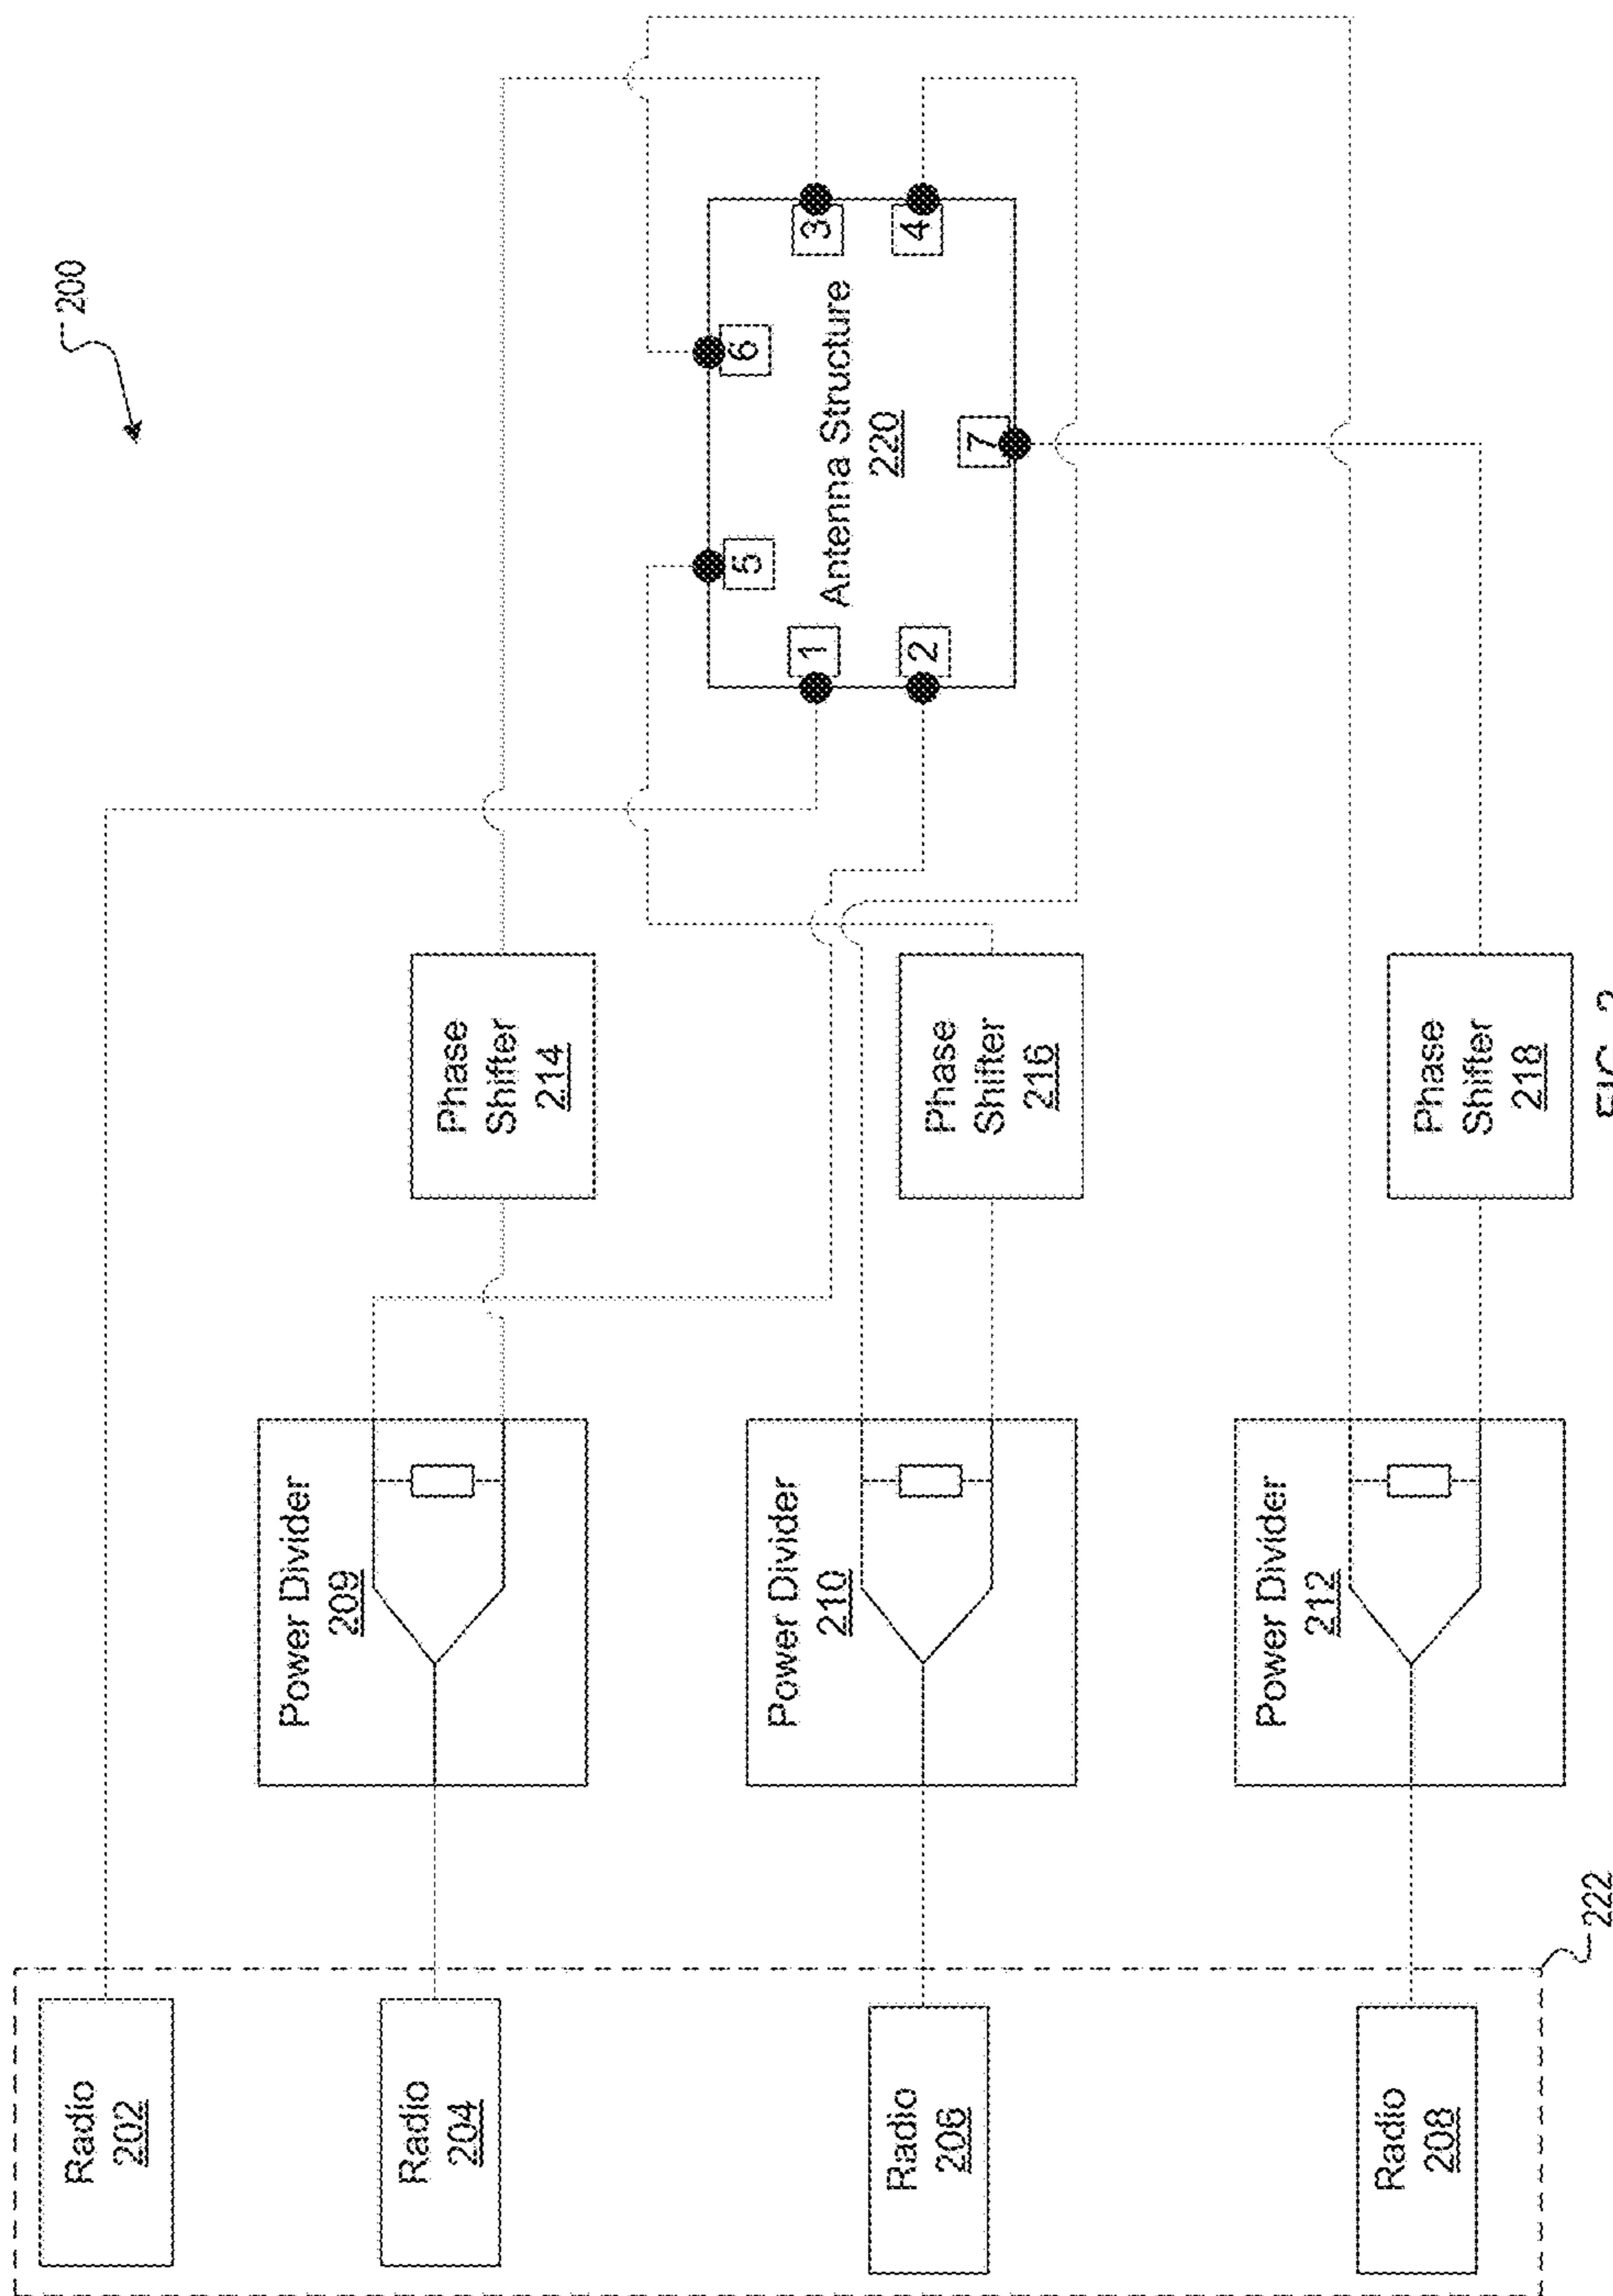 200
Radio
202
Radio
204
Radio
206
Radio
208
222
Power Divider
209
Power Divider
210
Power Divider
212
Phase
Shifter
214
Phase
Shifter
216
Phase
Shifter
218
1
2
3
4
5
6
7
Antenna Structure
220
FIG. 2